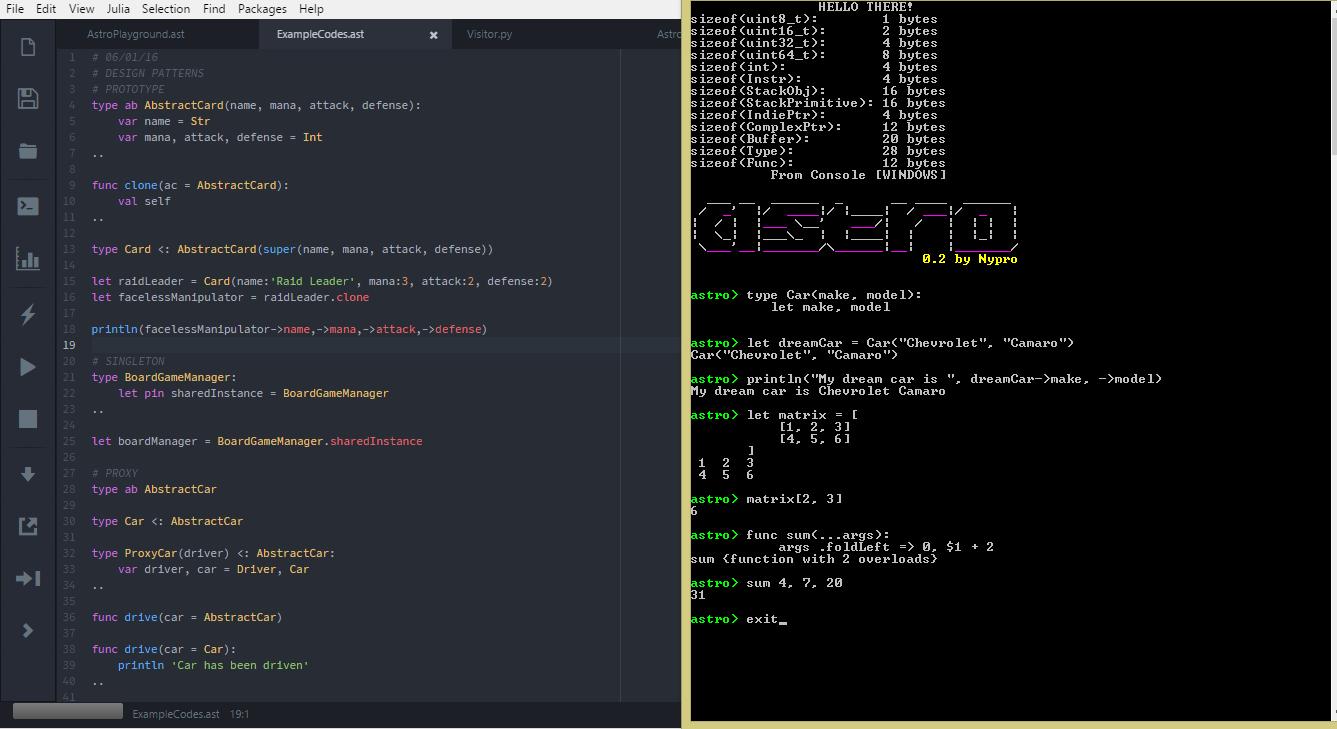 File Edit View Julia Selection Find Packages Help
AstroPlayground.ast ExampleCodes.ast × Visitor.py Astro
1 # 06/01/16
2 # DESIGN PATTERNS
3 # PROTOTYPE
4 type ab AbstractCard(name, mana, attack, defense):
5 var name = Str
6 var mana, attack, defense = Int
7 ..
8
9 func clone(ac = AbstractCard):
10 val self
11 ..
12
13 type Card <: AbstractCard(super(name, mana, attack, defense))
14
15 let raidLeader = Card(name:'Raid Leader', mana:3, attack:2, defense:2)
16 let facelessManipulator = raidLeader.clone
17
18 println(facelessManipulator->name,->mana,->attack,->defense)
19
20 # SINGLETON
21 type BoardGameManager:
22 let pin sharedInstance = BoardGameManager
23 ..
24
25 let boardManager = BoardGameManager.sharedInstance
26
27 # PROXY
28 type ab AbstractCar
29
30 type Car <: AbstractCar
31
32 type ProxyCar(driver) <: AbstractCar:
33 var driver, car = Driver, Car
34 ..
35
36 func drive(car = AbstractCar)
37
38 func drive(car = Car):
39 println 'Car has been driven'
40 ..
41
ExampleCodes.ast 19:1
HELLO THERE!
sizeof(uint8_t): 1 bytes
sizeof(uint16_t): 2 bytes
sizeof(uint32_t): 4 bytes
sizeof(uint64_t): 8 bytes
sizeof(int): 4 bytes
sizeof(Instr): 4 bytes
sizeof(StackObj): 16 bytes
sizeof(StackPrimitive): 16 bytes
sizeof(IndiePtr): 4 bytes
sizeof(ComplexPtr): 12 bytes
sizeof(Buffer): 20 bytes
sizeof(Type): 28 bytes
sizeof(Func): 12 bytes
From Console [WINDOWS]
astro
0.2 by Nypro
astro> type Car(make, model):
let make, model
astro> let dreamCar = Car("Chevrolet", "Camaro")
Car("Chevrolet", "Camaro")
astro> println("My dream car is ", dreamCar->make, ->model)
My dream car is Chevrolet Camaro
astro> let matrix = [
[1, 2, 3]
[4, 5, 6]
]
1 2 3
4 5 6
astro> matrix[2, 3]
6
astro> func sum(...args):
args .foldLeft => 0, $1 + 2
sum {function with 2 overloads}
astro> sum 4, 7, 20
31
astro> exit_